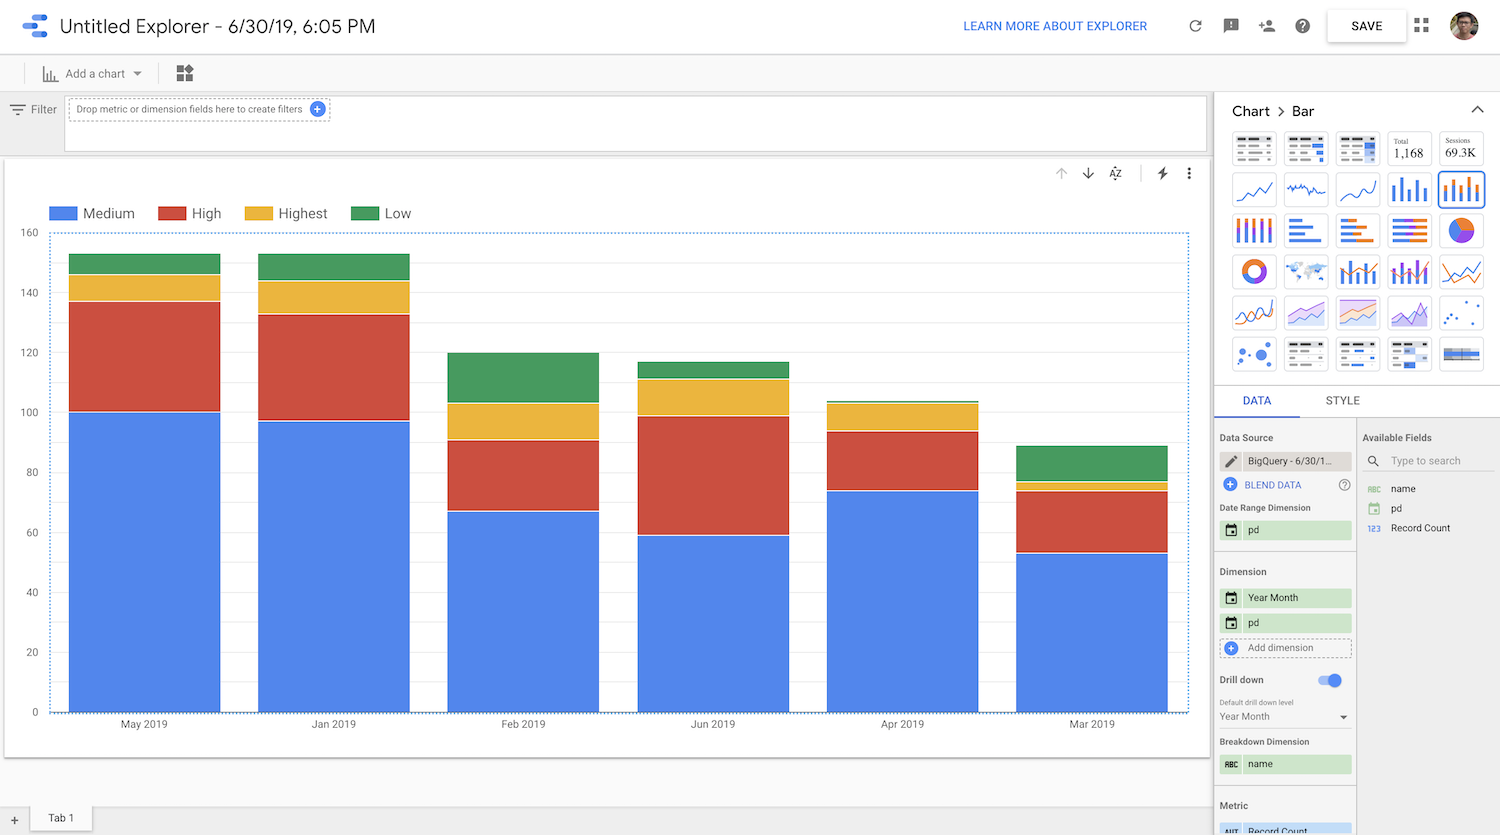 Untitled Explorer - 6/30/19, 6:05 PM
LEARN MORE ABOUT EXPLORER
SAVE
Add a chart
Filter
Drop metric or dimension fields here to create filters
Medium High Highest Low
160
140
120
100
80
60
40
20
0
May 2019 Jan 2019 Feb 2019 Jun 2019 Apr 2019 Mar 2019
Tab 1
Chart > Bar
Total
1,168
Sessions
69.3K
DATA STYLE
Data Source
BigQuery - 6/30/1...
BLEND DATA
Date Range Dimension
pd
Dimension
Year Month
pd
Add dimension
Drill down
Default drill down level
Year Month
Breakdown Dimension
ABC name
Metric
AUT Record Count
Available Fields
Type to search
ABC name
pd
123 Record Count